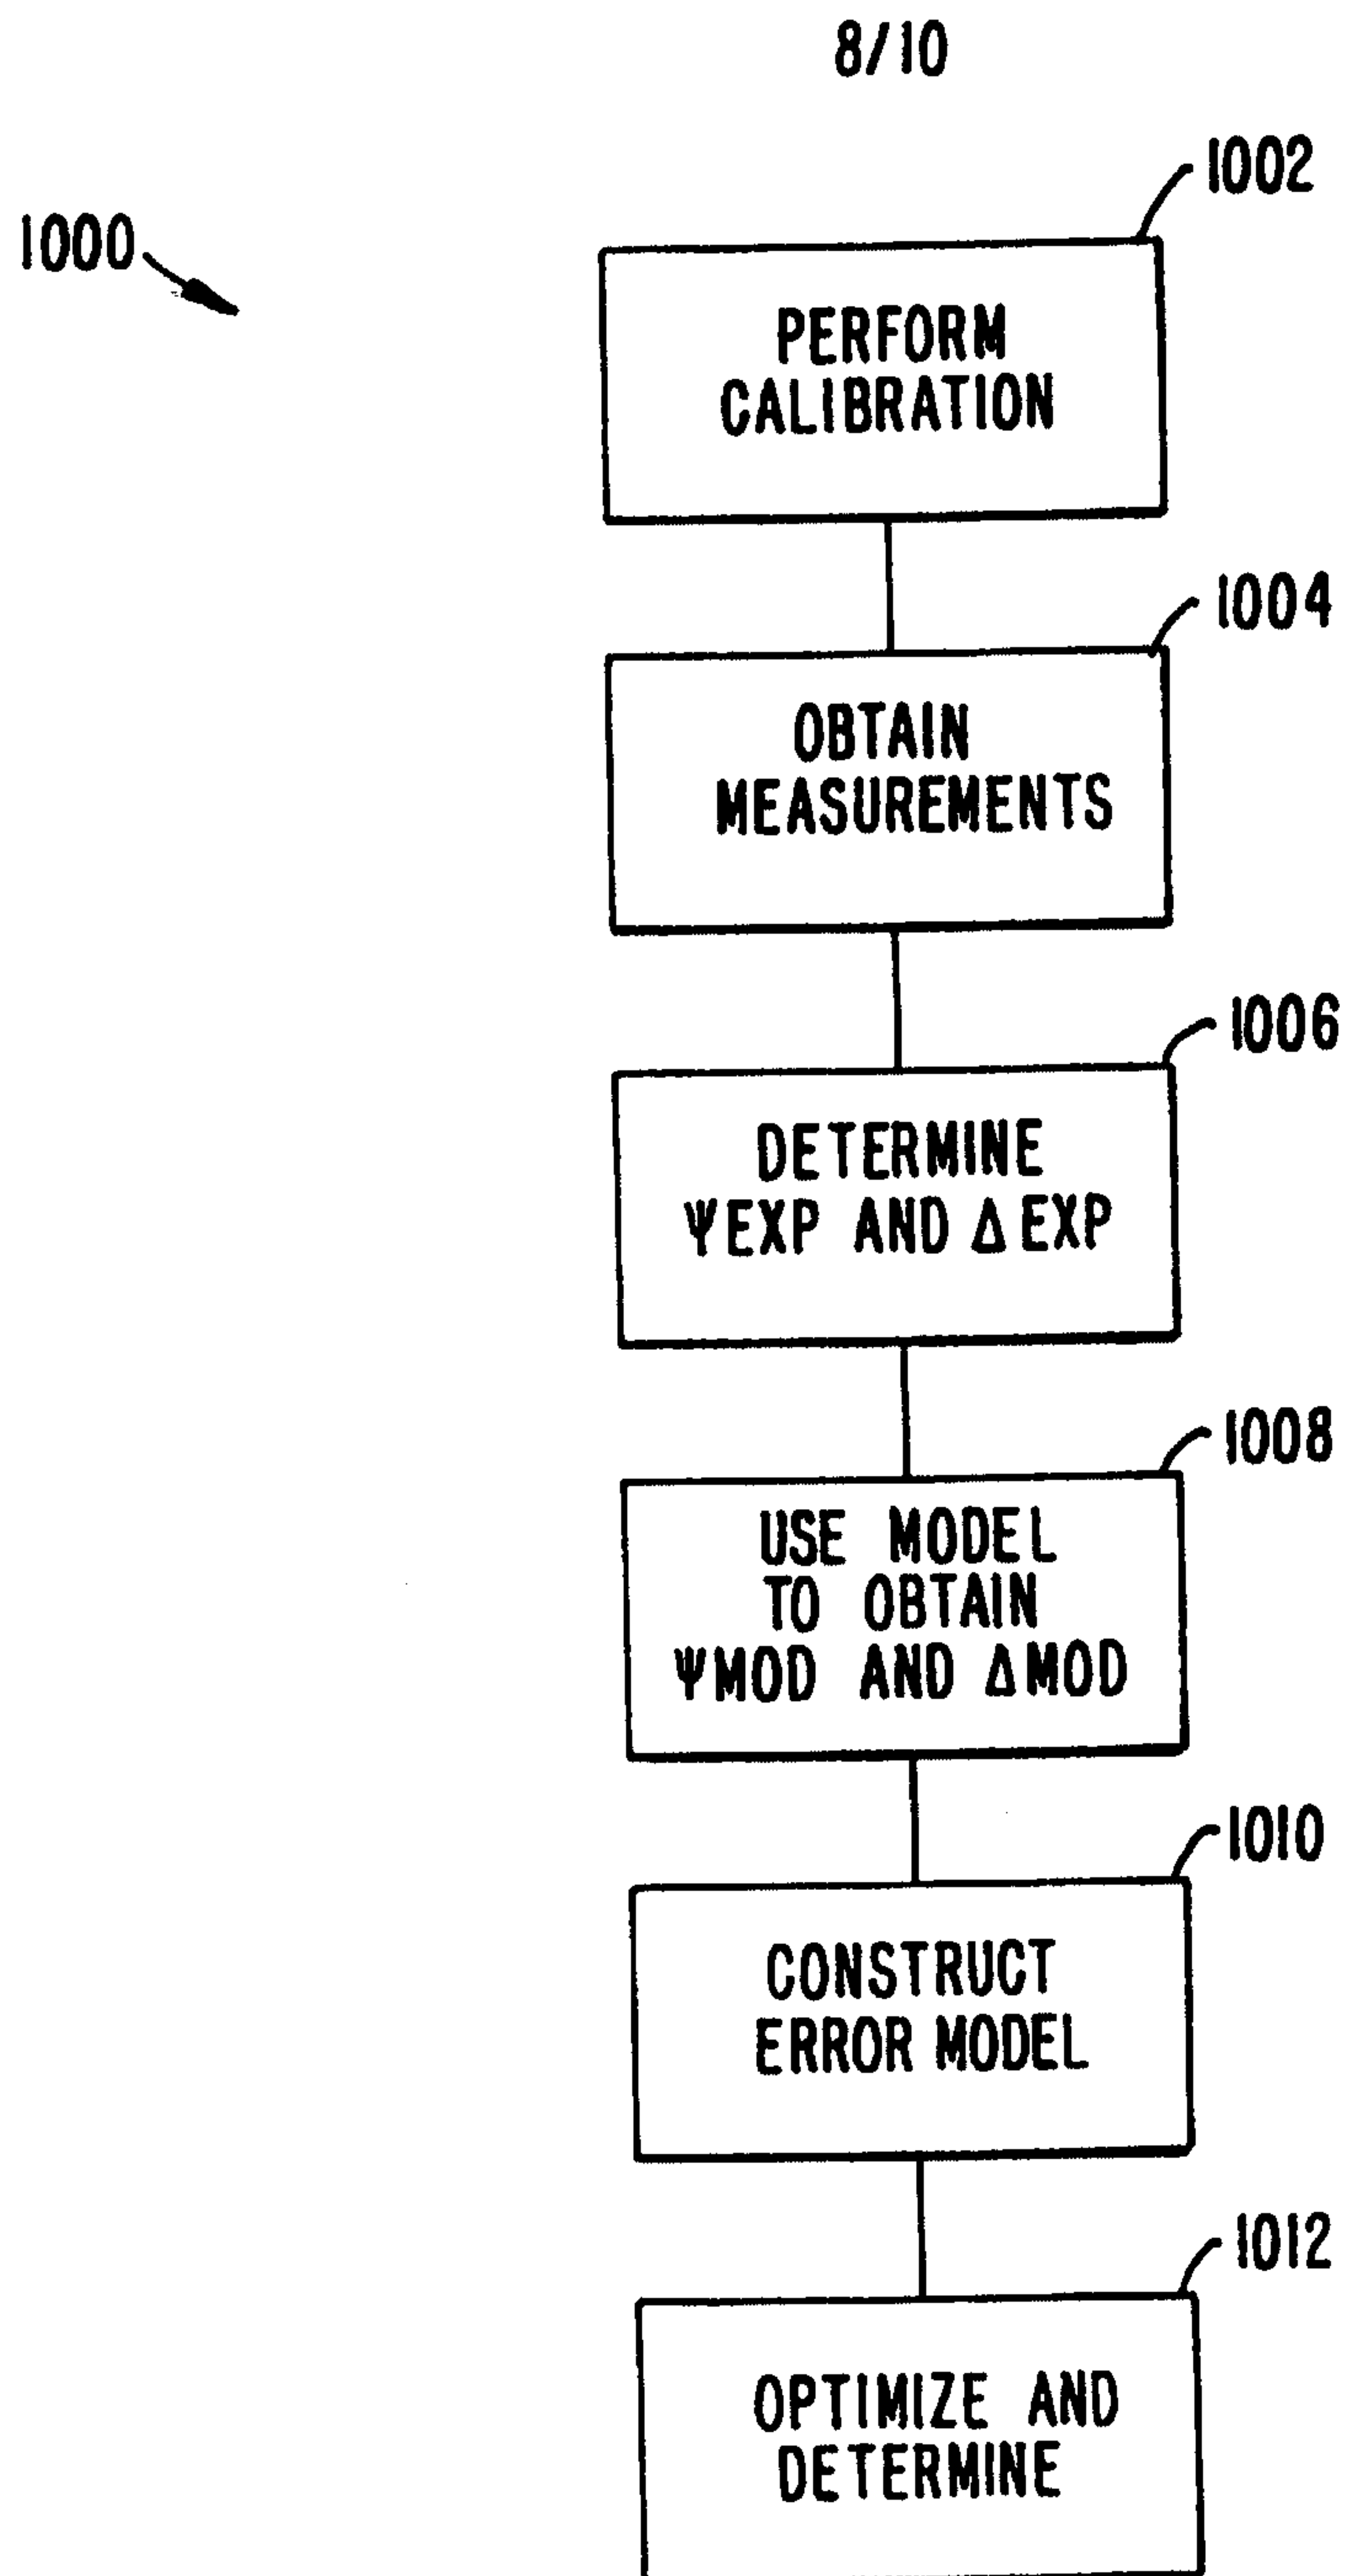 8/10
1000
1002
PERFORM
CALIBRATION
1004
OBTAIN
MEASUREMENTS
1006
DETERMINE
ΨEXP AND Δ EXP
1008
USE MODEL
TO OBTAIN
ΨMOD AND ΔMOD
1010
CONSTRUCT
ERROR MODEL
1012
OPTIMIZE AND
DETERMINE